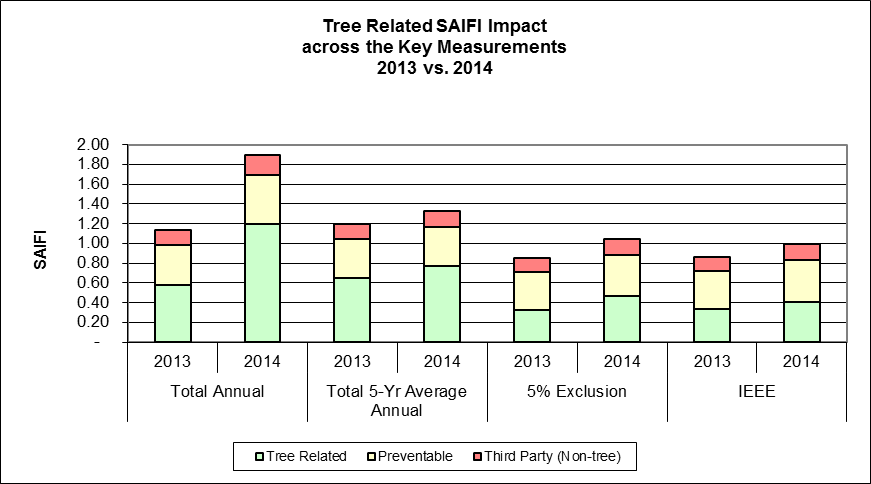 Tree Related SAIFI Impact
across the Key Measurements
2013 vs. 2014
SAIFI
2.00
1.80
1.60
1.40
1.20
1.00
0.80
0.60
0.40
0.20
-
2013 2014 2013 2014 2013 2014 2013 2014
Total Annual Total 5-Yr Average 5% Exclusion IEEE
Annual
Tree Related Preventable Third Party (Non-tree)